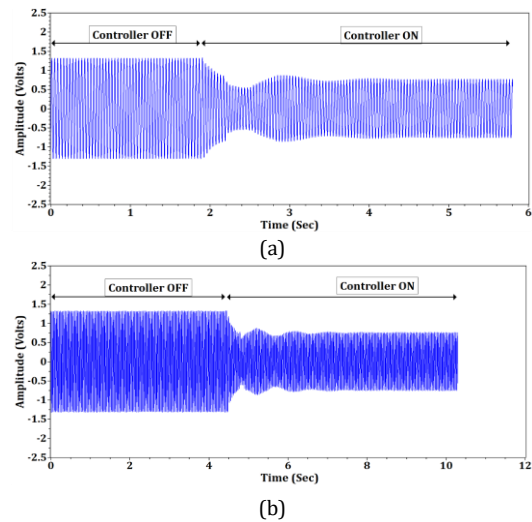 Controller OFF
Controller ON
2.5
2
1.5
1
0.5
0
-0.5
-1
-1.5
-2
-2.5
Amplitude (Volts)
0 1 2 3 4 5 6
Time (Sec)
(a)
Controller OFF
Controller ON
2.5
2
1.5
1
0.5
0
-0.5
-1
-1.5
-2
-2.5
Amplitude (Volts)
0 2 4 6 8 10 12
Time (Sec)
(b)